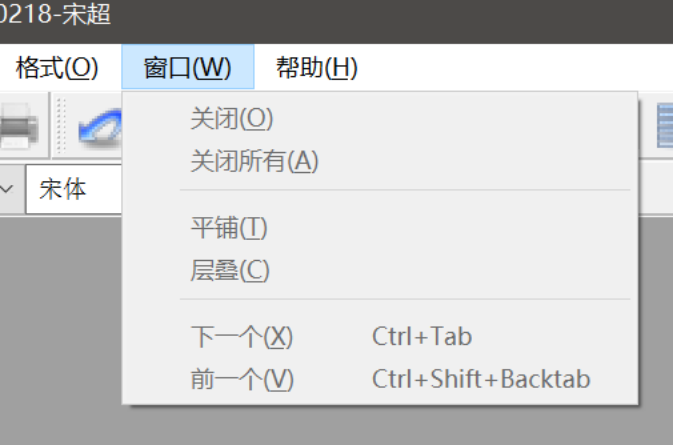 0218-宋超
格式(O) 窗口(W) 帮助(H)
关闭(O)
关闭所有(A)
宋体
平铺(T)
层叠(C)
下一个(X) Ctrl+Tab
前一个(V) Ctrl+Shift+Backtab